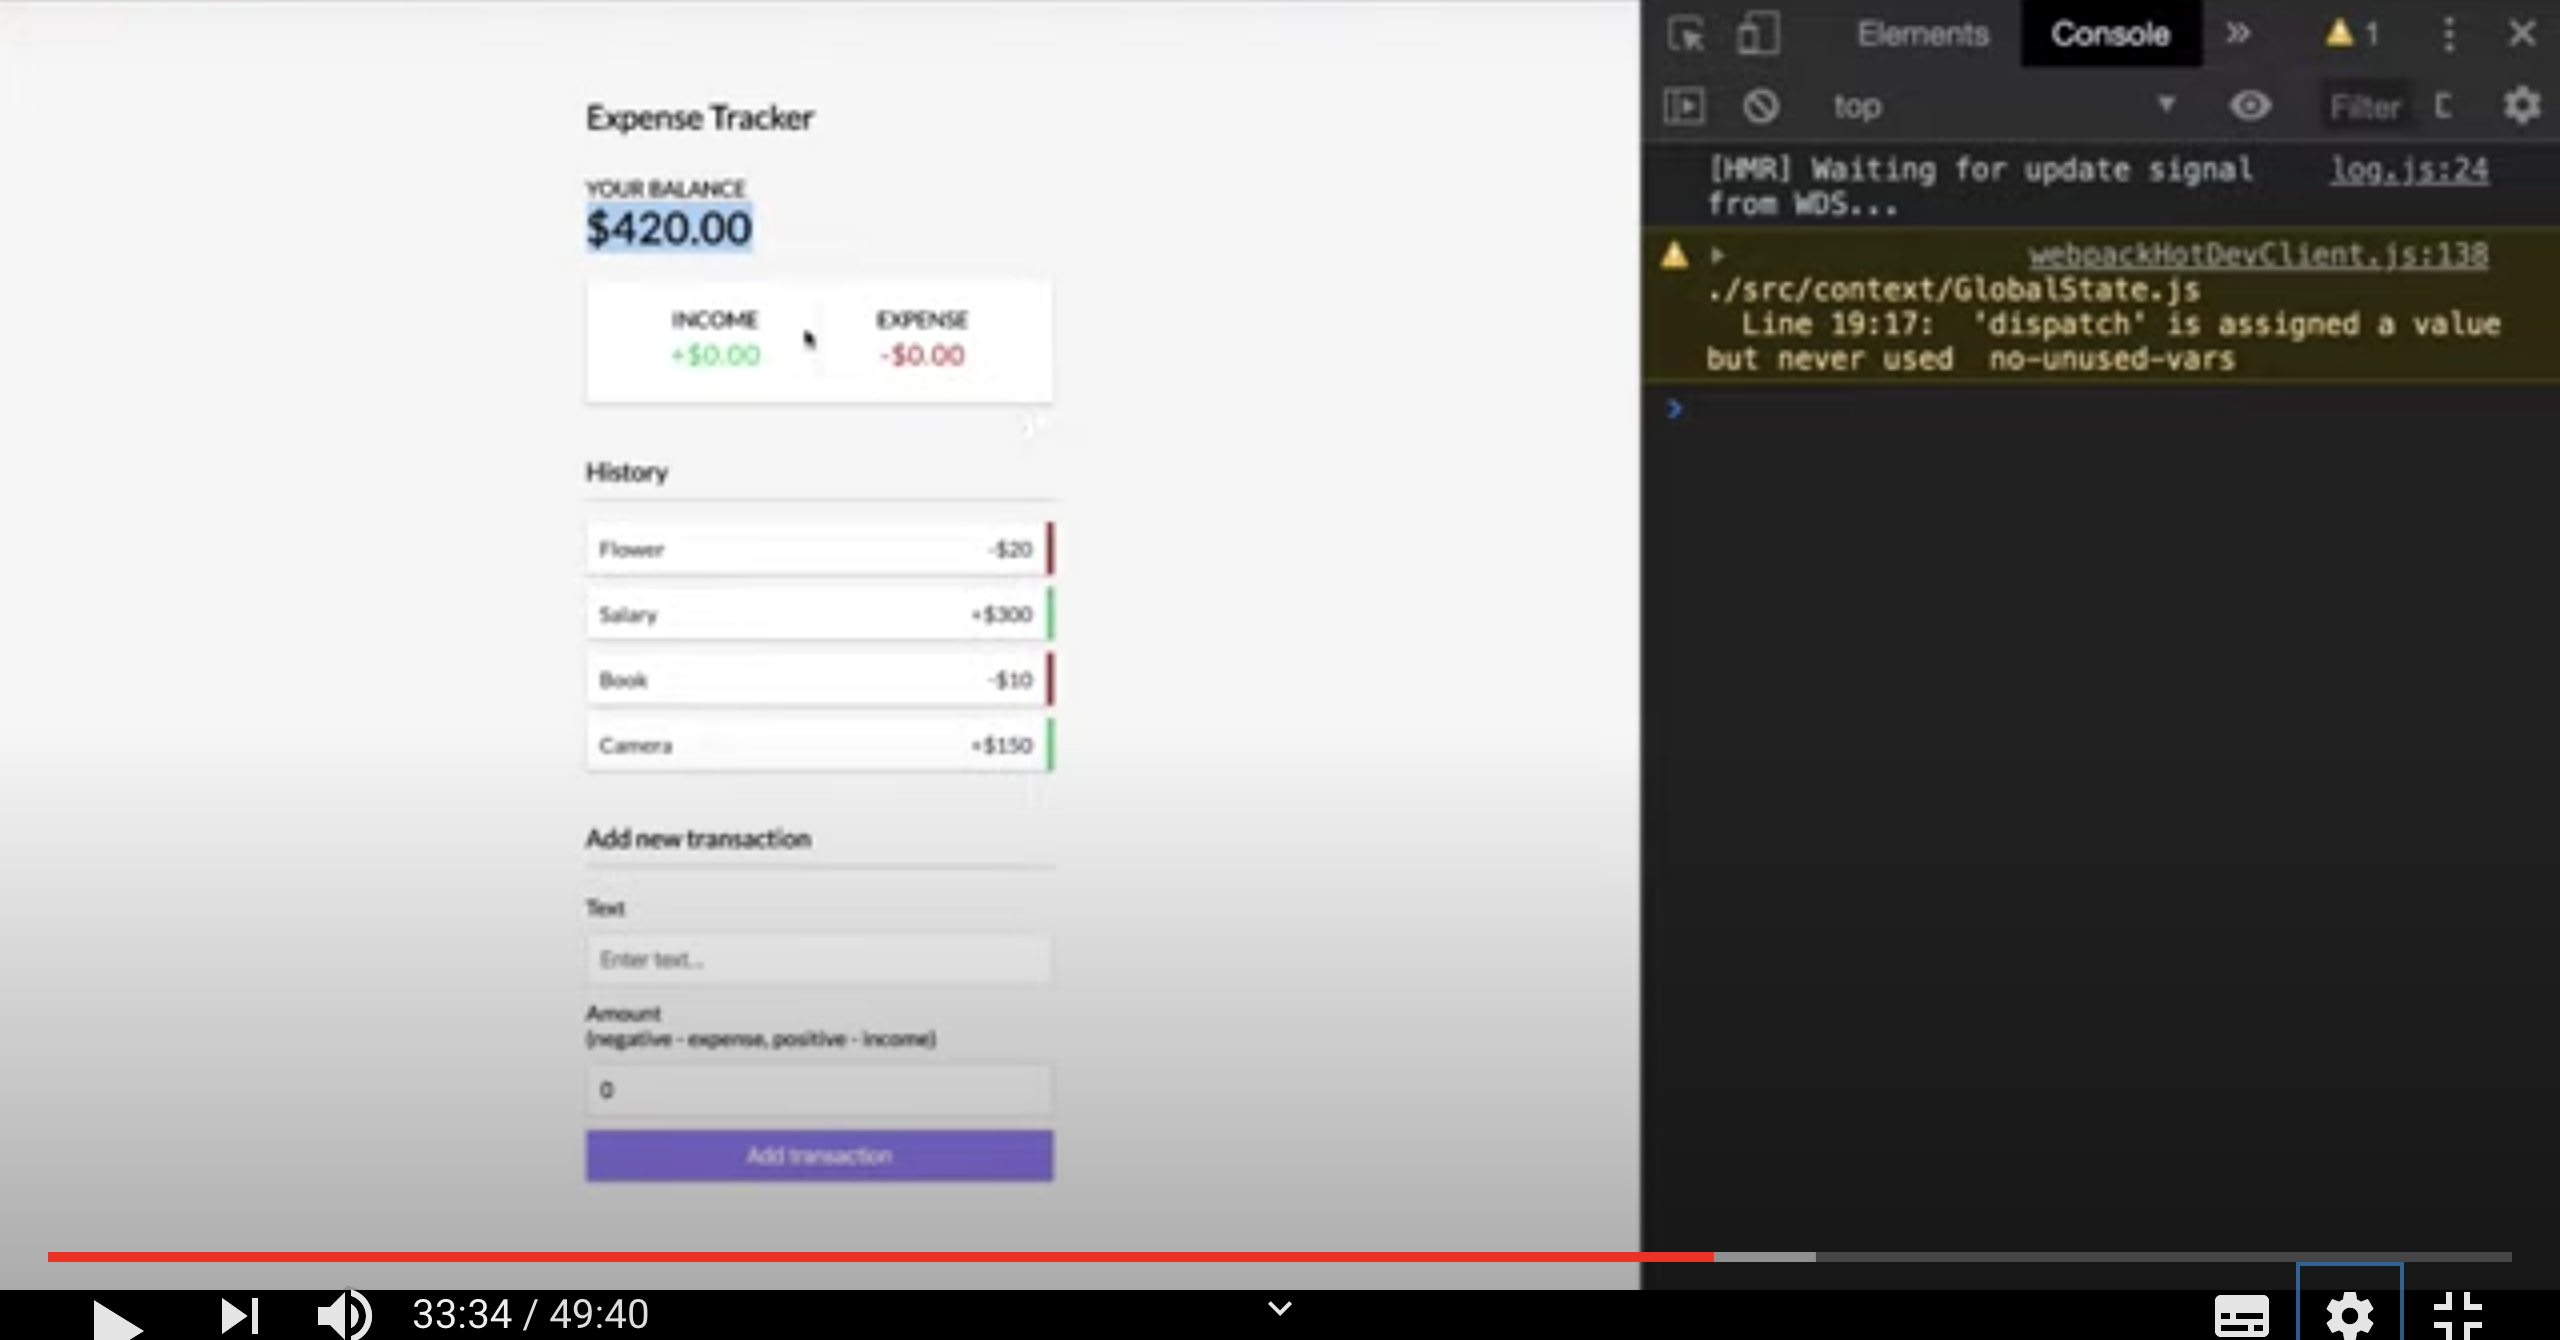 Expense Tracker
YOUR BALANCE
$420.00
INCOME
EXPENSE
+$0.00
-$0.00
History
Flower
-$20
Salary
+$300
Book
-$10
Camera
+$150
Add new transaction
Text
Enter text...
Amount
(negative - expense, positive - income)
0
Add transaction
Elements
Console
1
top
Filter
[HMR] Waiting for update signal
log.js:24
from WDS...
webpackHotDevClient.js:138
./src/context/GlobalState.js
Line 19:17: 'dispatch' is assigned a value
but never used no-unused-vars
33:34 / 49:40